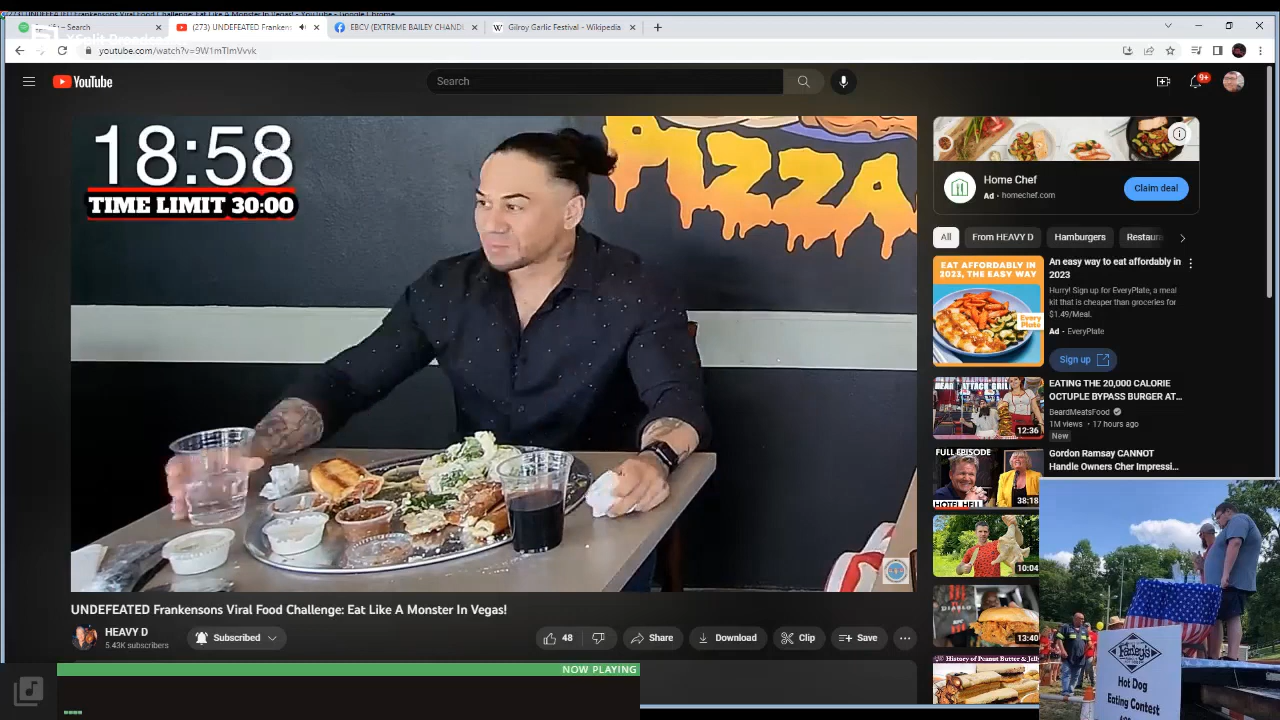 (273) UNDEFEATED Frankens
EBCV (EXTREME BAILEY CHANDL
Gilroy Garlic Festival - Wikipedia
youtube.com/watch?v=9W1mTlmVvvk
YouTube
Search
9+
18:58
TIME LIMIT 30:00
PIZZA
Home Chef
Ad · homechef.com
Claim deal
All
From HEAVY D
Hamburgers
Restaura
EAT AFFORDABLY IN
2023, THE EASY WAY
Every
Plate
An easy way to eat affordably in
2023
Hurry! Sign up for EveryPlate, a meal
kit that is cheaper than groceries for
$1.49/Meal.
Ad · EveryPlate
Sign up
12:36
EATING THE 20,000 CALORIE
OCTUPLE BYPASS BURGER AT...
BeardMeatsFood
1M views · 17 hours ago
New
FULL EPISODE
HOTEL HELL
38:18
Gordon Ramsay CANNOT
Handle Owners Cher Impressi...
10:04
13:40
History of Peanut Butter & Jelly
UNDEFEATED Frankensons Viral Food Challenge: Eat Like A Monster In Vegas!
HEAVY D
5.43K subscribers
Subscribed
48
Share
Download
Clip
Save
NOW PLAYING
Farley's
Hot Dog
Eating Contest